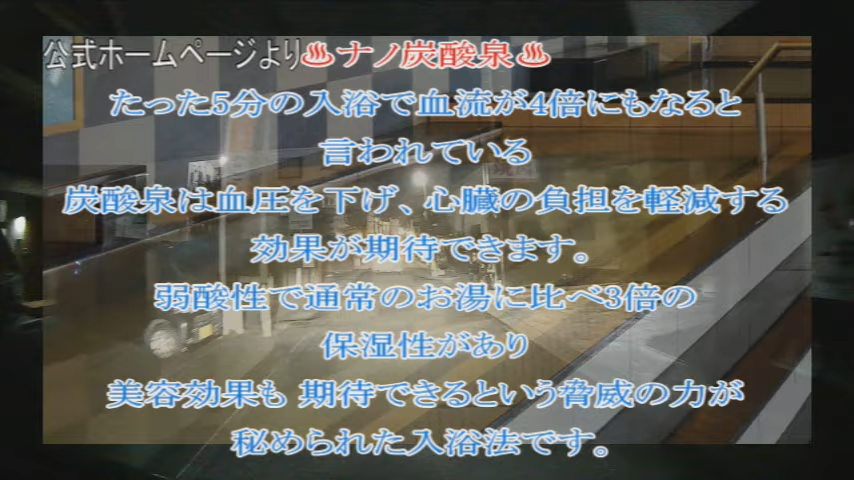 公式ホームページより♨ナノ炭酸泉♨
たった5分の入浴で血流が4倍にもなると
言われている
炭酸泉は血圧を下げ、心臓の負担を軽減する
効果が期待できます。
弱酸性で通常のお湯に比べ3倍の
保湿性があり
美容効果も 期待できるという脅威の力が
秘められた入浴法です。